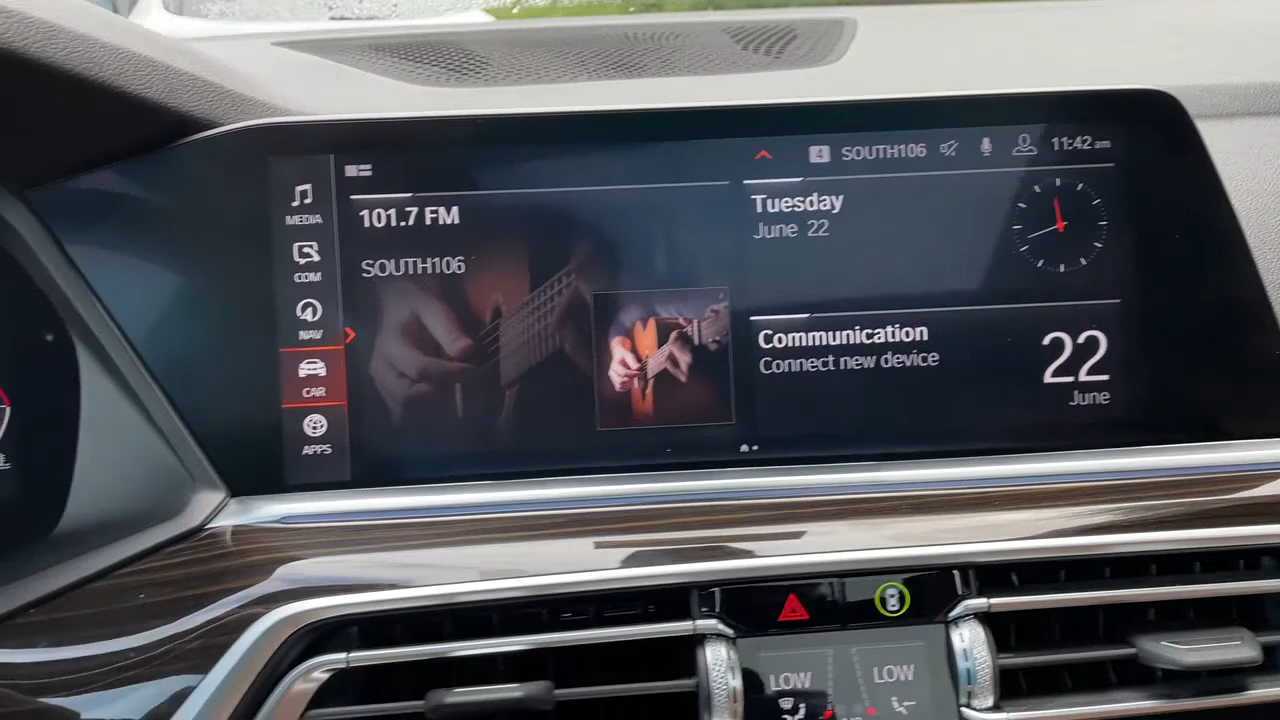 4 SOUTH106 11:42 am
MEDIA
COM
NAV
CAR
APPS
101.7 FM
SOUTH106
Tuesday
June 22
Communication
Connect new device
22
June
LOW LOW